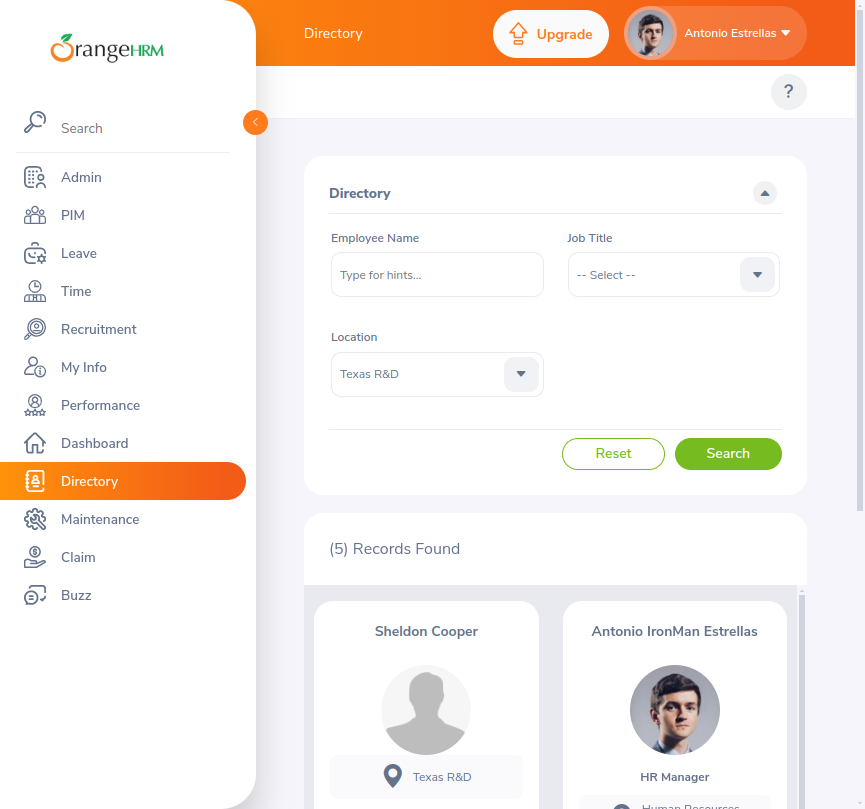 OrangeHRM
Directory
Upgrade
Antonio Estrellas
?
Search
Admin
PIM
Leave
Time
Recruitment
My Info
Performance
Dashboard
Directory
Maintenance
Claim
Buzz
Directory
Employee Name
Job Title
Type for hints...
-- Select --
Location
Texas R&D
Reset
Search
(5) Records Found
Sheldon Cooper
Antonio IronMan Estrellas
Texas R&D
HR Manager
Human Resources